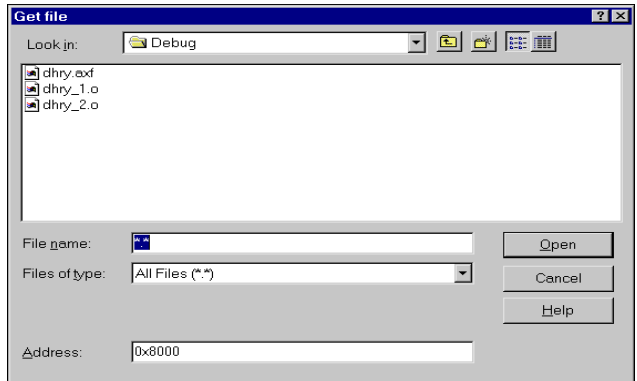 Get file
Look in: Debug
dhry.axf
dhry_1.o
dhry_2.o
File name: *.* Open
Files of type: All Files (*.*) Cancel
Help
Address: 0x8000